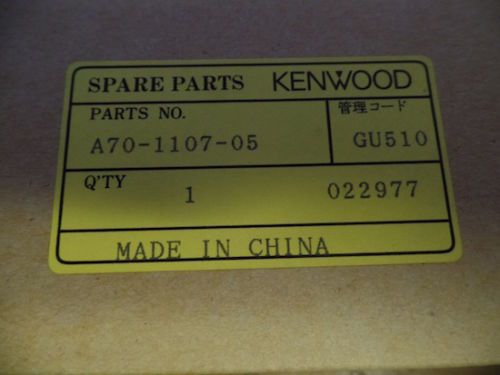 SPARE PARTS KENWOOD
PARTS NO. 管理コード
A70-1107-05 GU510
Q'TY 1 022977
MADE IN CHINA